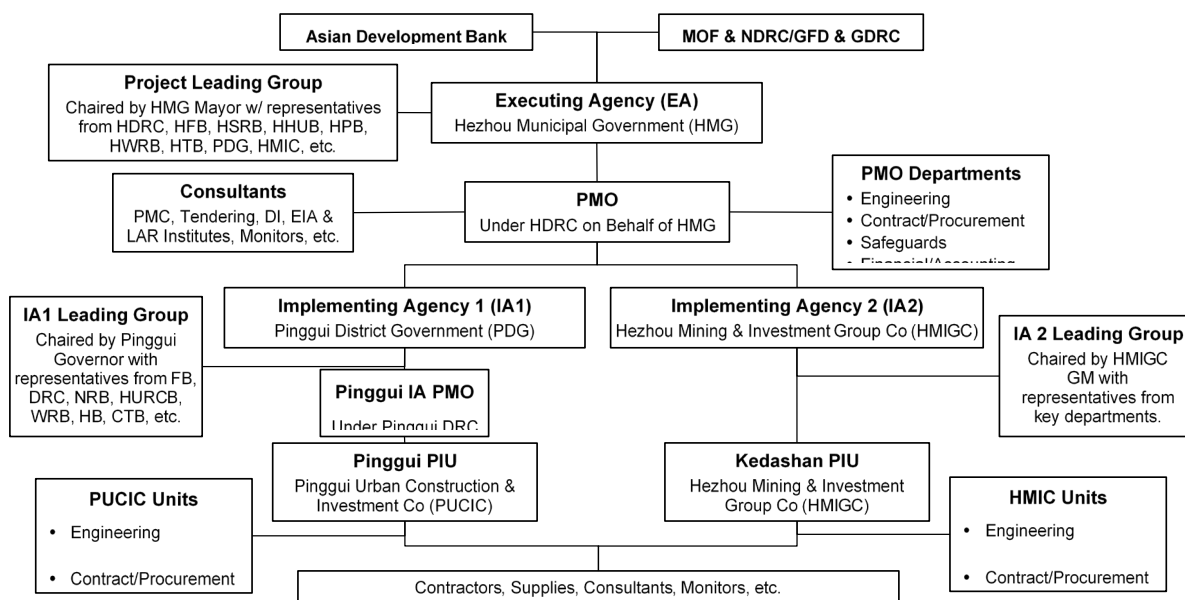 Asian Development Bank
MOF & NDRC/GFD & GDRC
Project Leading Group
Chaired by HMG Mayor w/ representatives
from HDRC, HFB, HSRB, HHUB, HPB,
HWRB, HTB, PDG, HMIC, etc.
Executing Agency (EA)
Hezhou Municipal Government (HMG)
Consultants
PMC, Tendering, DI, EIA &
LAR Institutes, Monitors, etc.
PMO
Under HDRC on Behalf of HMG
PMO Departments
• Engineering
• Contract/Procurement
• Safeguards
• Financial/Accounting
IA1 Leading Group
Chaired by Pinggui
Governor with
representatives from FB,
DRC, NRB, HURCB,
WRB, HB, CTB, etc.
Implementing Agency 1 (IA1)
Pinggui District Government (PDG)
Implementing Agency 2 (IA2)
Hezhou Mining & Investment Group Co (HMIGC)
IA 2 Leading Group
Chaired by HMIGC
GM with
representatives from
key departments.
Pinggui IA PMO
Under Pinggui DRC
Pinggui PIU
Pinggui Urban Construction &
Investment Co (PUCIC)
Kedashan PIU
Hezhou Mining & Investment
Group Co (HMIGC)
PUCIC Units
• Engineering
• Contract/Procurement
HMIC Units
• Engineering
• Contract/Procurement
Contractors, Supplies, Consultants, Monitors, etc.